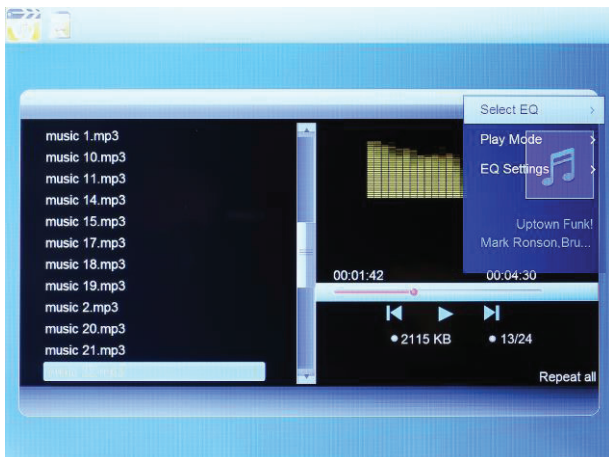 music 1.mp3
music 10.mp3
music 11.mp3
music 14.mp3
music 15.mp3
music 17.mp3
music 18.mp3
music 19.mp3
music 2.mp3
music 20.mp3
music 21.mp3
Select EQ >
Play Mode >
EQ Settings >
Uptown Funk!
Mark Ronson,Bru...
00:01:42 00:04:30
2115 KB 13/24
Repeat all